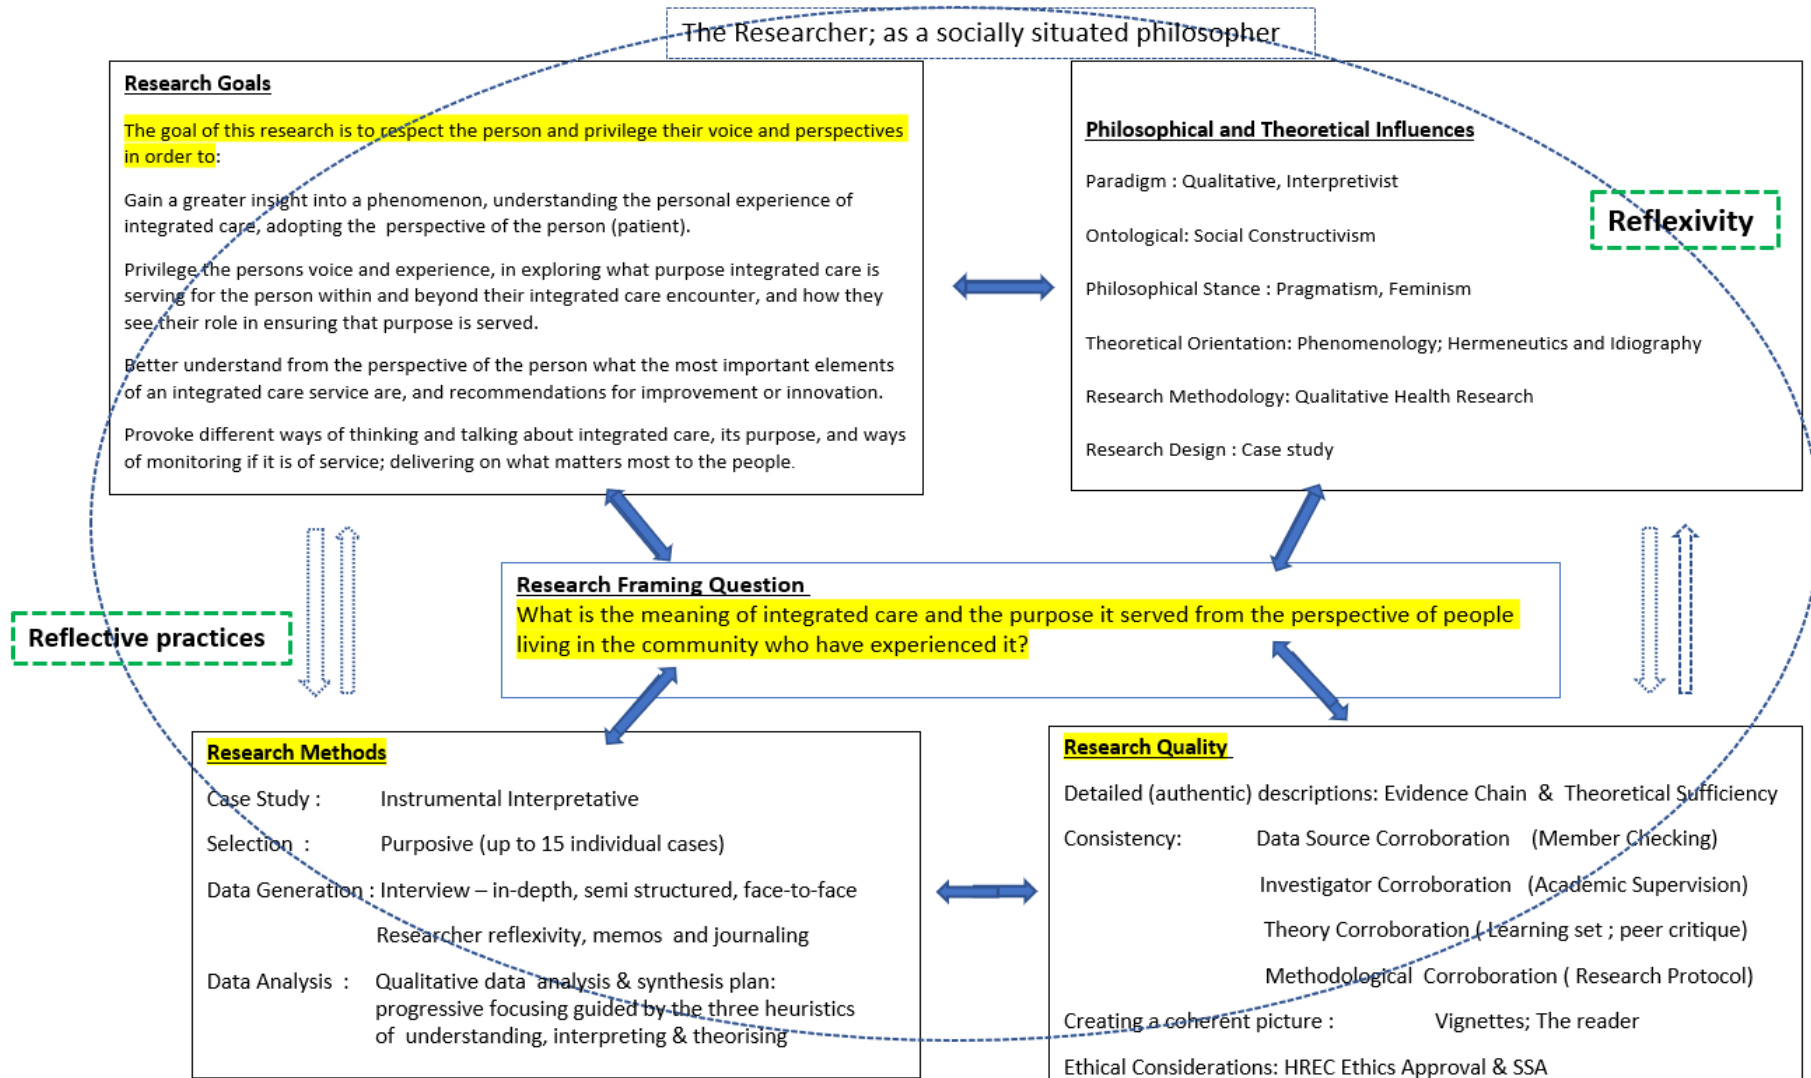 The Researcher; as a socially situated philosopher
Research Goals
The goal of this research is to respect the person and privilege their voice and perspectives
in order to:
Gain a greater insight into a phenomenon, understanding the personal experience of
integrated care, adopting the perspective of the person (patient).
Privilege the persons voice and experience, in exploring what purpose integrated care is
serving for the person within and beyond their integrated care encounter, and how they
see their role in ensuring that purpose is served.
Better understand from the perspective of the person what the most important elements
of an integrated care service are, and recommendations for improvement or innovation.
Provoke different ways of thinking and talking about integrated care, its purpose, and ways
of monitoring if it is of service; delivering on what matters most to the people.
Philosophical and Theoretical Influences
Paradigm : Qualitative, Interpretivist
Ontological: Social Constructivism
Philosophical Stance : Pragmatism, Feminism
Theoretical Orientation: Phenomenology; Hermeneutics and Idiography
Research Methodology: Qualitative Health Research
Research Design : Case study
Reflexivity
Research Framing Question
What is the meaning of integrated care and the purpose it served from the perspective of people
living in the community who have experienced it?
Reflective practices
Research Methods
Case Study : Instrumental Interpretative
Selection : Purposive (up to 15 individual cases)
Data Generation : Interview – in-depth, semi structured, face-to-face
Researcher reflexivity, memos and journaling
Data Analysis : Qualitative data analysis & synthesis plan:
progressive focusing guided by the three heuristics
of understanding, interpreting & theorising
Research Quality
Detailed (authentic) descriptions: Evidence Chain & Theoretical Sufficiency
Consistency: Data Source Corroboration (Member Checking)
Investigator Corroboration (Academic Supervision)
Theory Corroboration ( Learning set ; peer critique)
Methodological Corroboration ( Research Protocol)
Creating a coherent picture : Vignettes; The reader
Ethical Considerations: HREC Ethics Approval & SSA